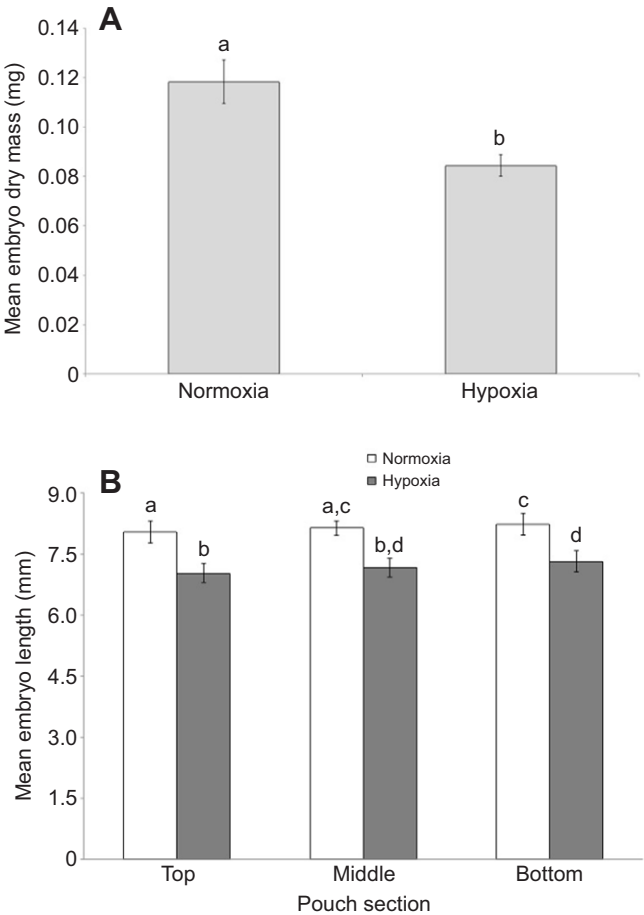 A
Mean embryo dry mass (mg)
0.14
0.12
0.10
0.08
0.06
0.04
0.02
0
a
b
Normoxia
Hypoxia
Normoxia
Hypoxia
B
Mean embryo length (mm)
9.0
7.5
6.0
4.5
3.0
1.5
0
a
b
a,c
b,d
c
d
Top
Middle
Bottom
Pouch section